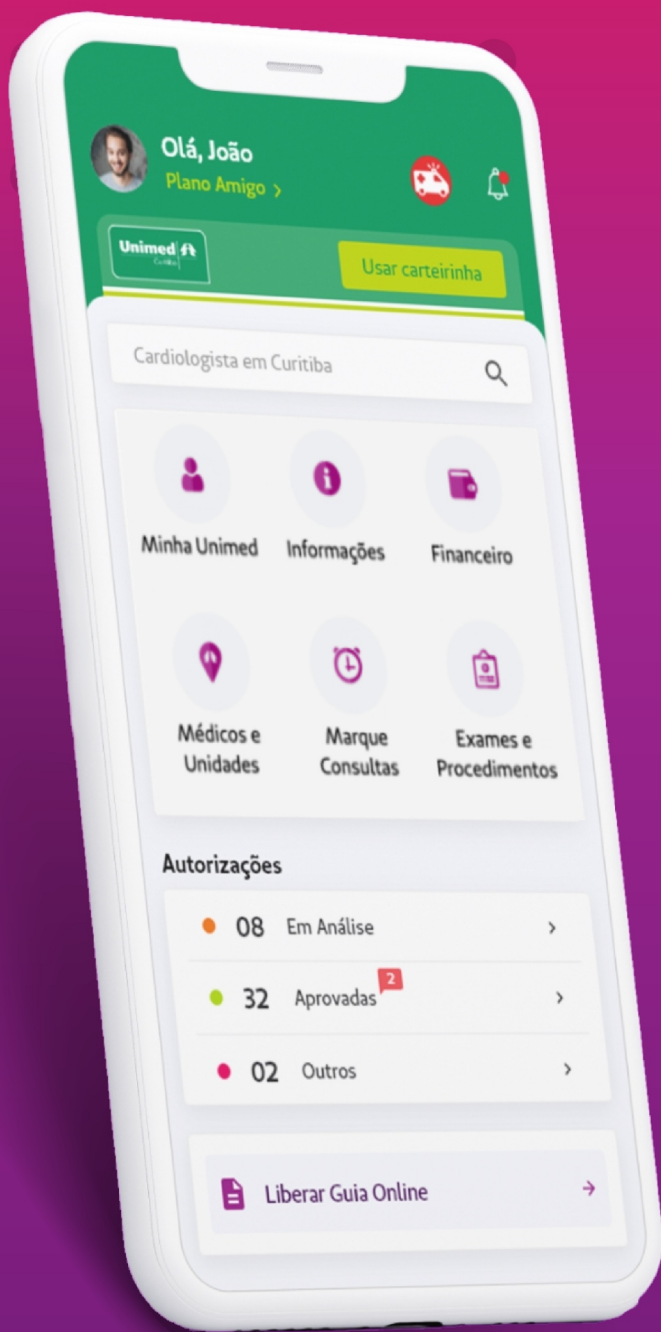 Olá, João
Plano Amigo >
Unimed
Curitiba
Usar carteirinha
Cardiologista em Curitiba
Minha Unimed
Informações
Financeiro
Médicos e
Unidades
Marque
Consultas
Exames e
Procedimentos
Autorizações
08 Em Análise
32 Aprovadas 2
02 Outros
Liberar Guia Online